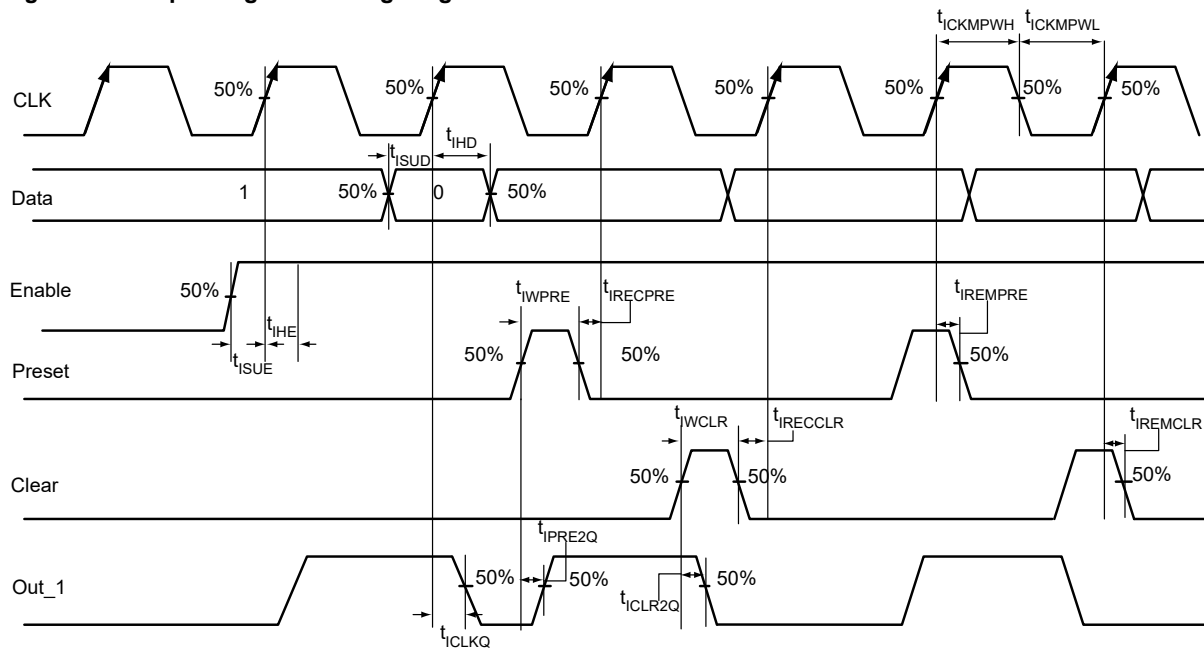 t_ICKMPWH t_ICKMPWL
CLK 50% 50% 50% 50% 50% 50% 50%
t_ISUD t_IHD
Data 1 50% 0 50%
Enable 50%
t_IHE
t_ISUE
t_IWPRE t_IRECPRE t_IREMPRE
Preset 50% 50% 50%
t_IWCLR t_IRECCLR t_IREMCLR
Clear 50% 50% 50%
t_IPRE2Q
Out_1 50% 50% 50%
t_ICLR2Q
t_ICLKQ